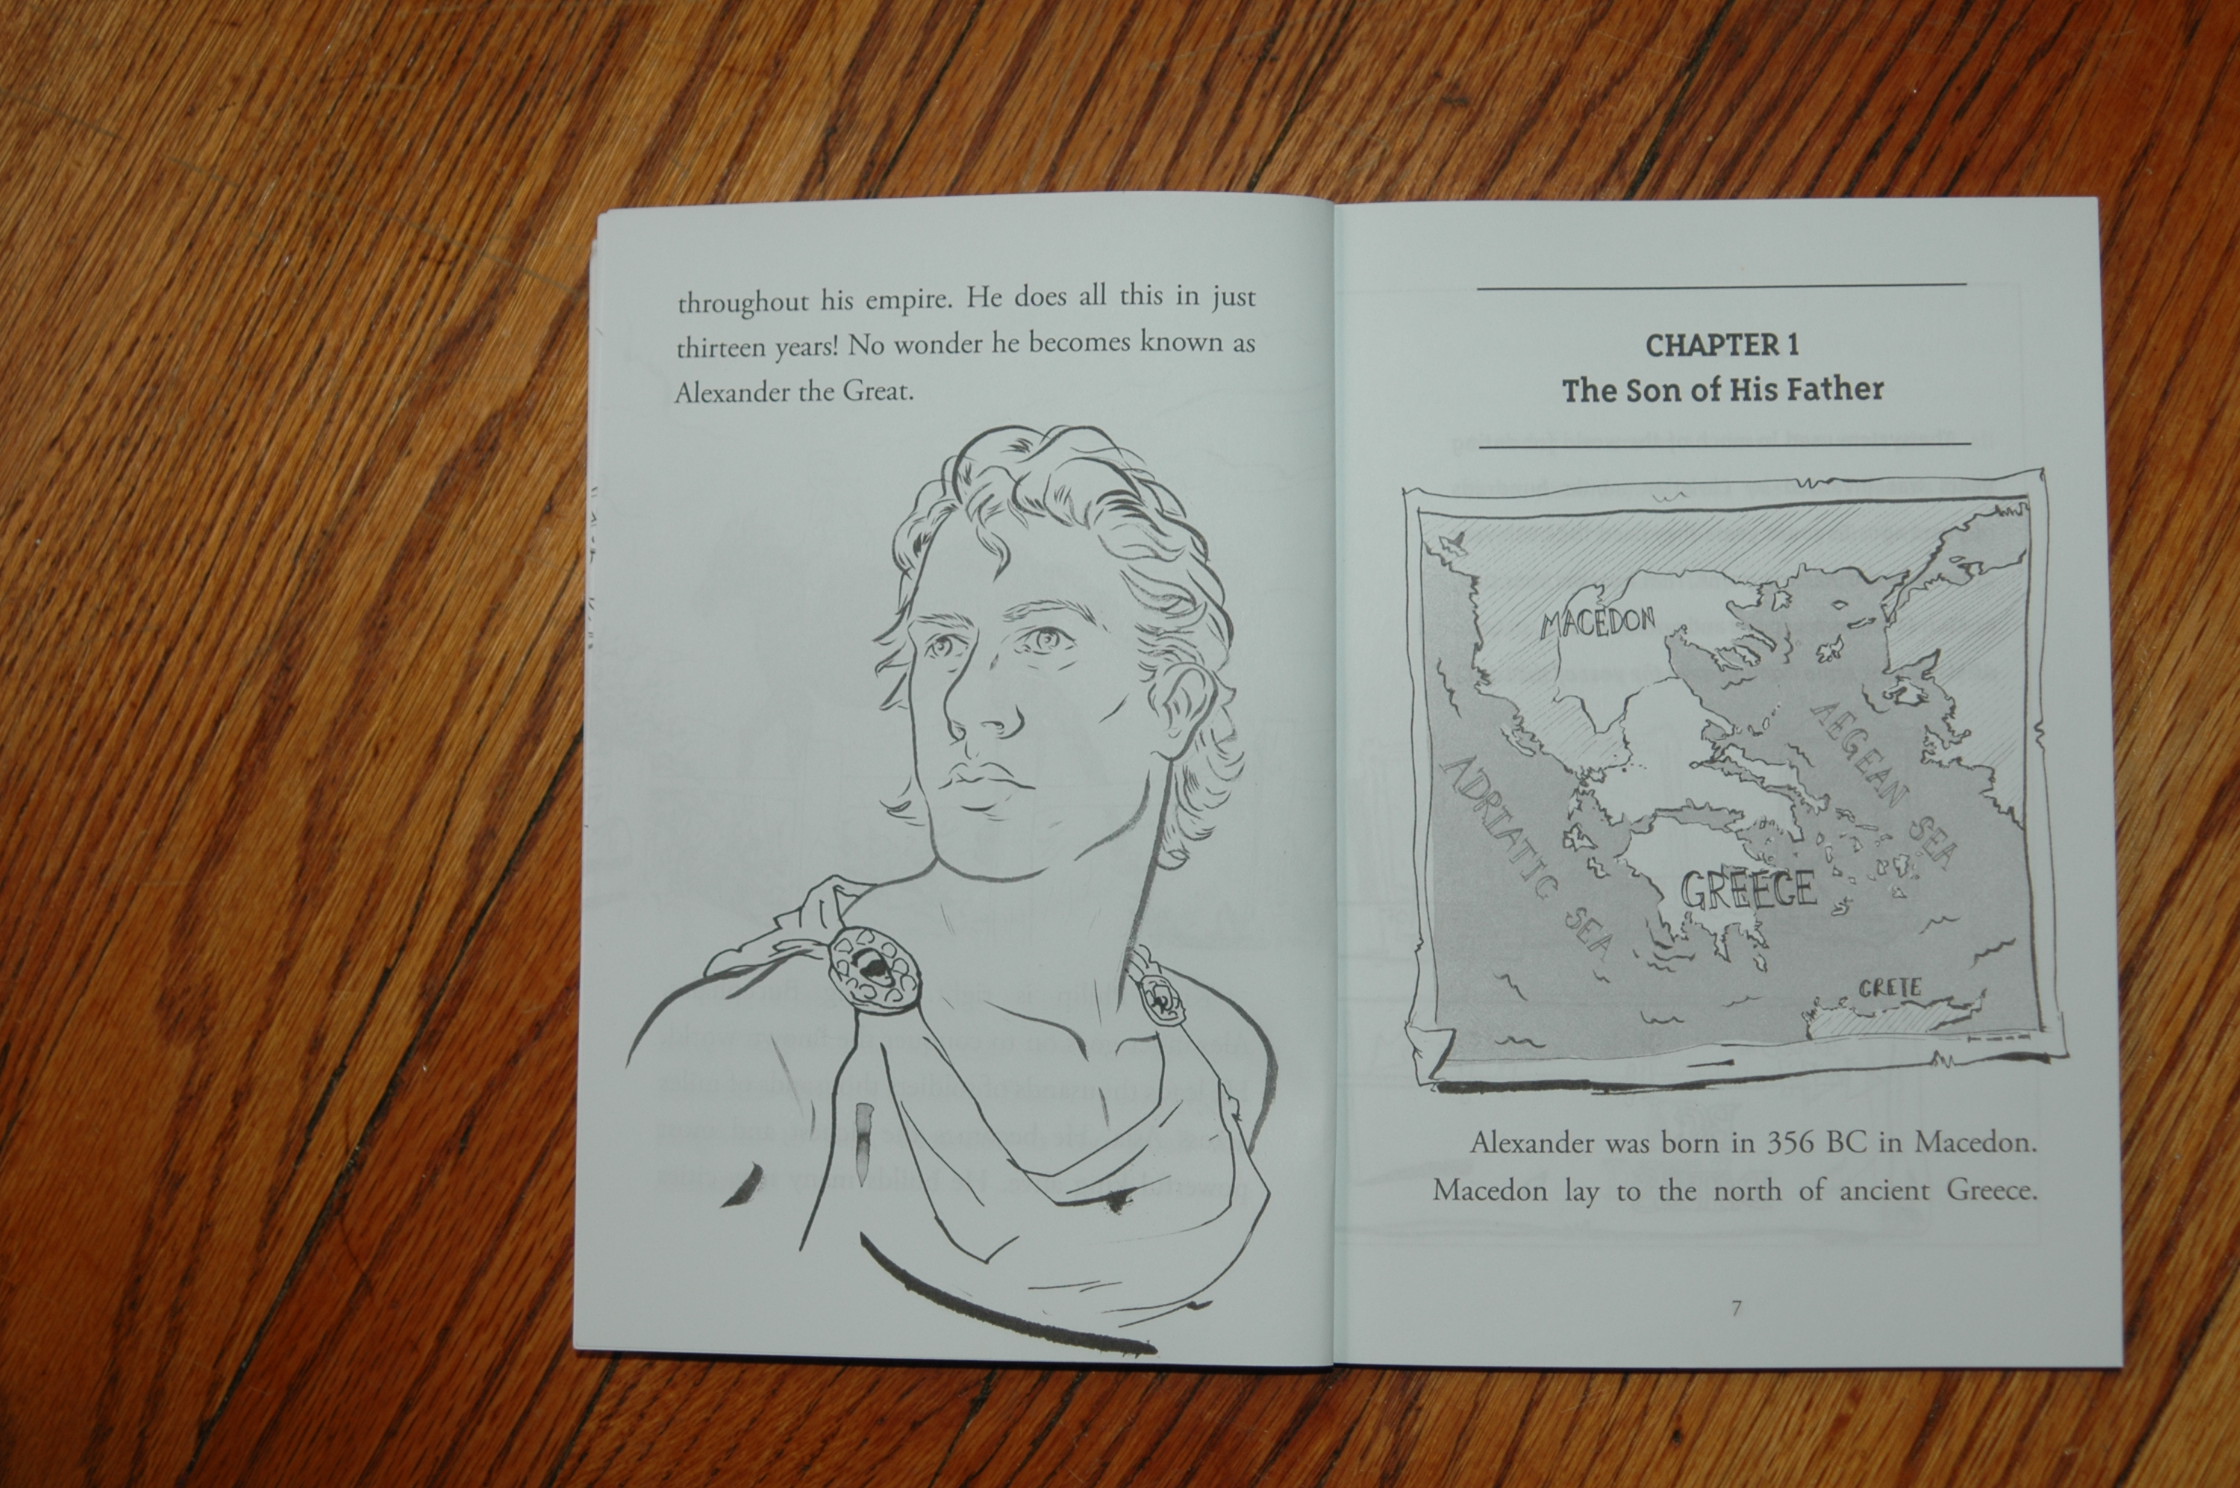 throughout his empire. He does all this in just
thirteen years! No wonder he becomes known as
Alexander the Great.
CHAPTER 1
The Son of His Father
MACEDON
AEGEAN SEA
GREECE
ADRIATIC SEA
CRETE
Alexander was born in 356 BC in Macedon.
Macedon lay to the north of ancient Greece.
7